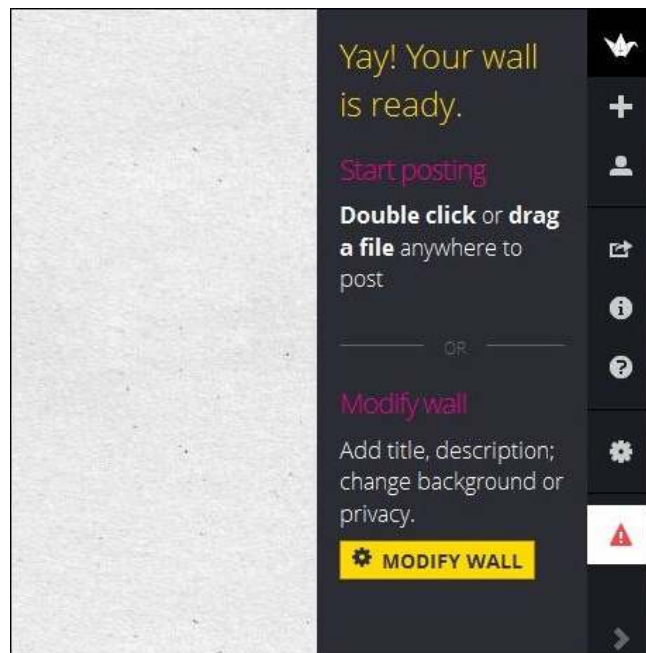 Yay! Your wall
is ready.
Start posting
Double click or drag
a file anywhere to
post
OR
Modify wall
Add title, description;
change background or
privacy.
MODIFY WALL